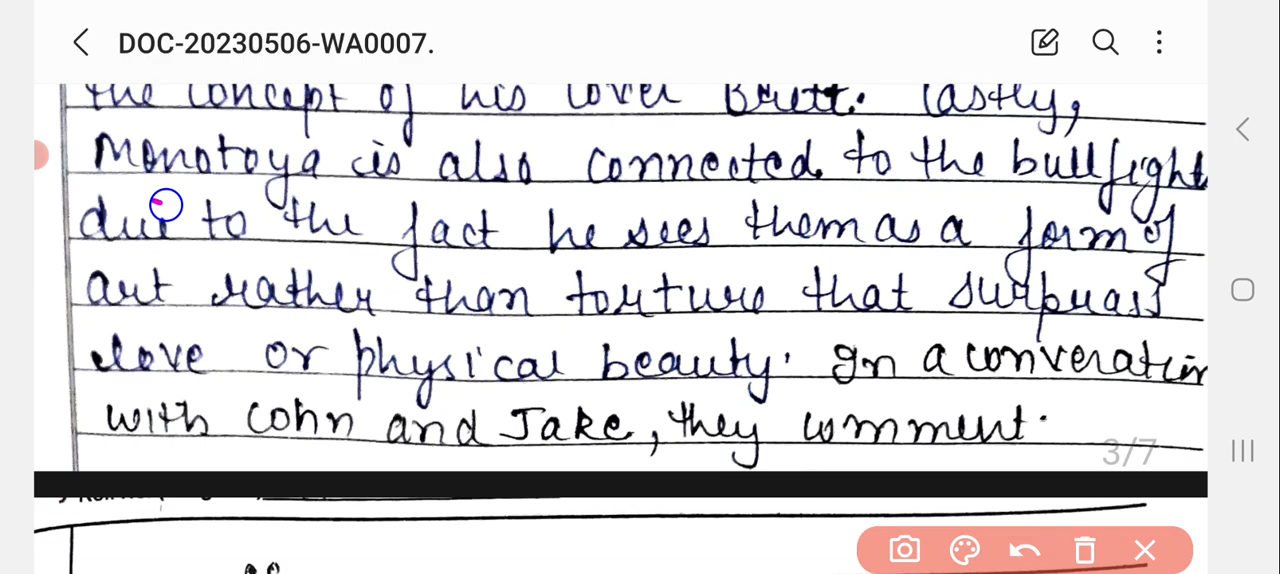 DOC-20230506-WA0007.
the concept of his lover Brett. lastly,
Monotoya is also connected to the bullfight
due to the fact he sees them as a form of
art rather than torture that surpass
love or physical beauty. In a converation
with cohn and Jake, they comment.
3/7